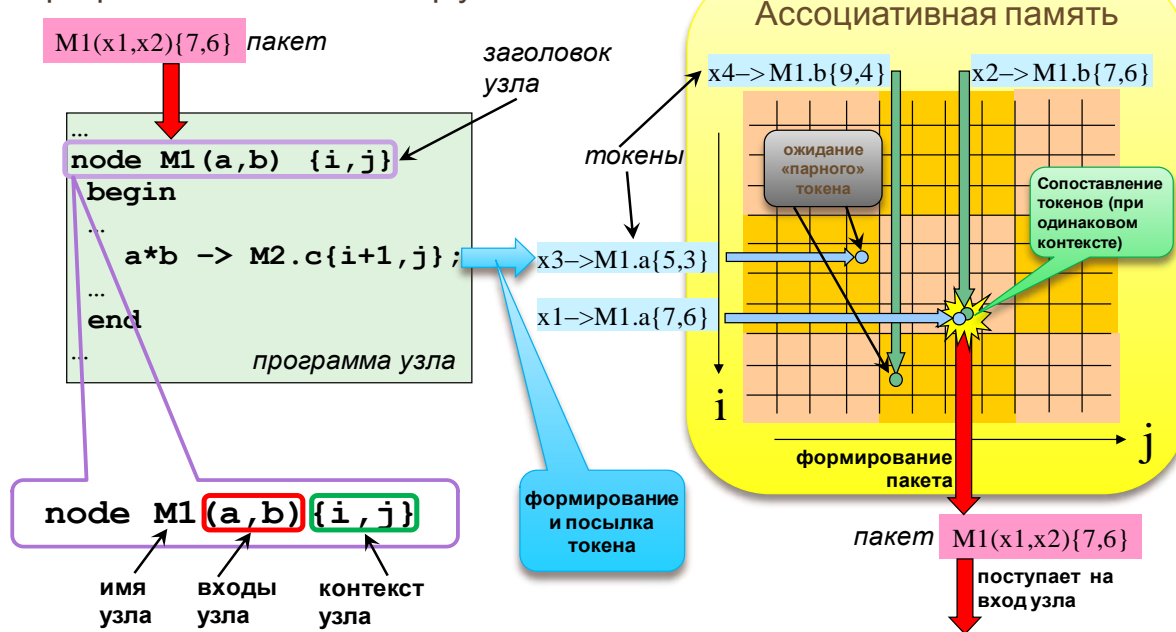 Ассоциативная память
M1(x1,x2){7,6} пакет
заголовок
узла
x4–>M1.b{9,4}
x2–>M1.b{7,6}
...
node M1(a,b) {i,j}
begin
...
a*b –> M2.c{i+1,j};
...
end
...
программа узла
токены
ожидание
«парного»
токена
Сопоставление
токенов (при
одинаковом
контексте)
x3–>M1.a{5,3}
x1–>M1.a{7,6}
i
j
формирование
пакета
формирование
и посылка
токена
node M1(a,b){i,j}
имя
узла
входы
узла
контекст
узла
пакет M1(x1,x2){7,6}
поступает на
вход узла